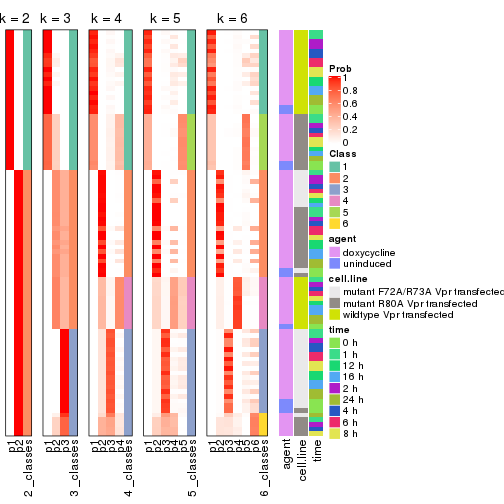 k = 2
k = 3
k = 4
k = 5
k = 6
p1
p2
2_classes
p1
p2
p3
3_classes
p1
p2
p3
p4
4_classes
p1
p2
p3
p4
p5
5_classes
p1
p2
p3
p4
p5
p6
6_classes
agent
cell.line
time
Prob
1
0.8
0.6
0.4
0.2
0
Class
1
2
3
4
5
6
agent
doxycycline
uninduced
cell.line
mutant F72A/R73A Vpr transfected
mutant R80A Vpr transfected
wildtype Vpr transfected
time
0 h
1 h
12 h
16 h
2 h
24 h
4 h
6 h
8 h